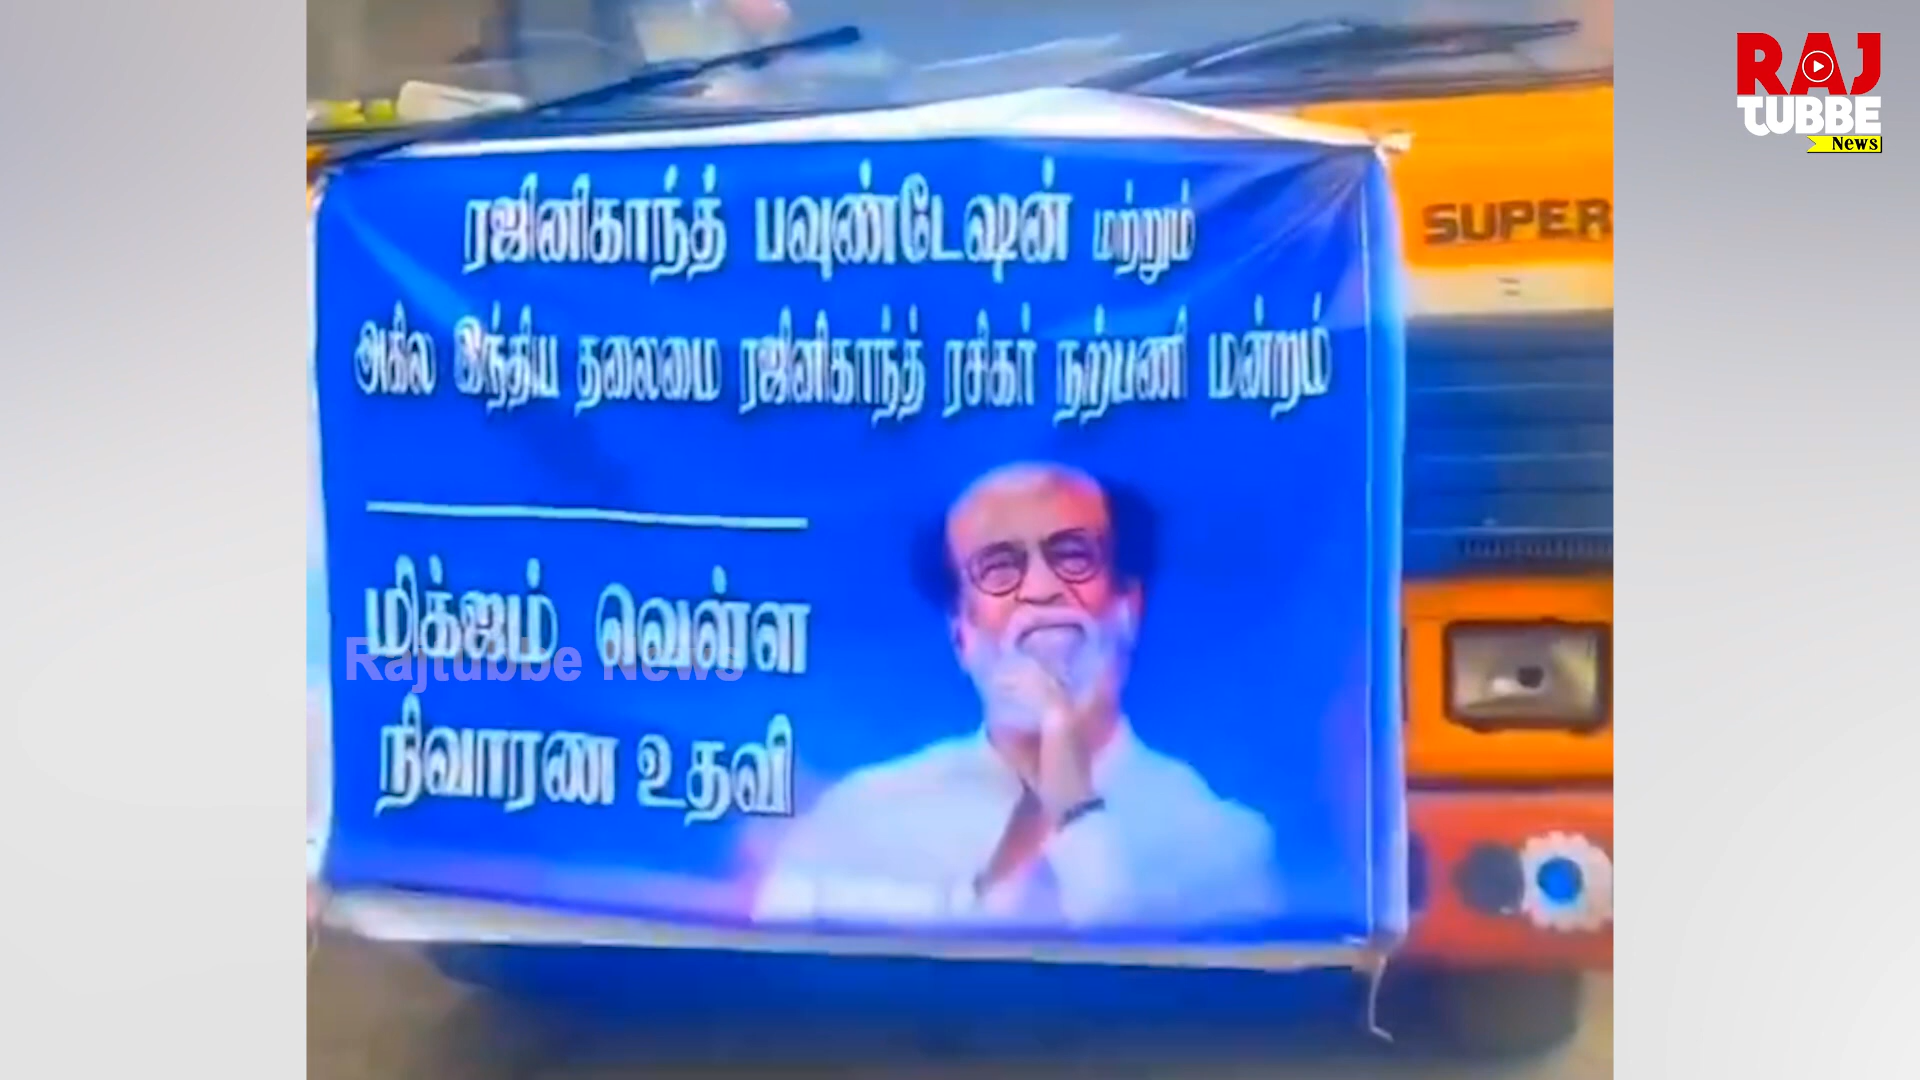 RAJ
TUBBE
News
ரஜினிகாந்த் பவுண்டேஷன் மற்றும்
அகில இந்திய தலைமை ரஜினிகாந்த் ரசிகர் நற்பணி மன்றம்
SUPER
மிக்ஜம் வெள்ள
Rajtubbe News
நிவாரண உதவி